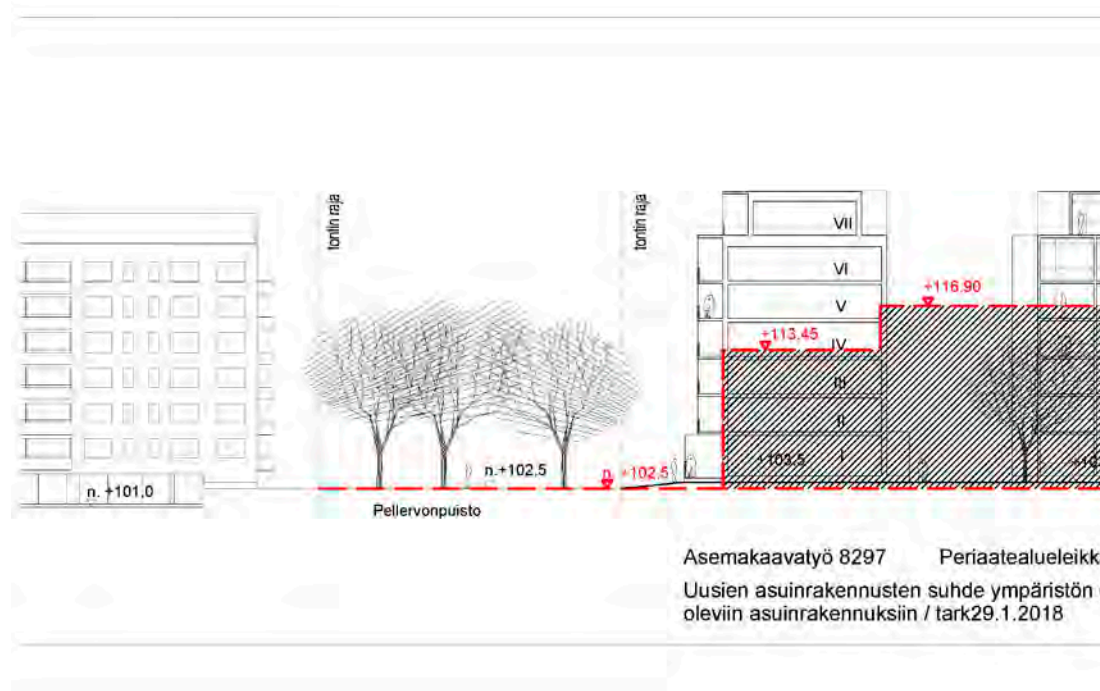 tontin raja
tontin raja
VII
VI
+116.90
V
+113.45
IV
III
II
n.+102.5
n. +102.5
+103.5
I
n. +101.0
Pellervonpuisto
Asemakaavatyö 8297 Periaatealueleikk
Uusien asuinrakennusten suhde ympäristön
oleviin asuinrakennuksiin / tark29.1.2018